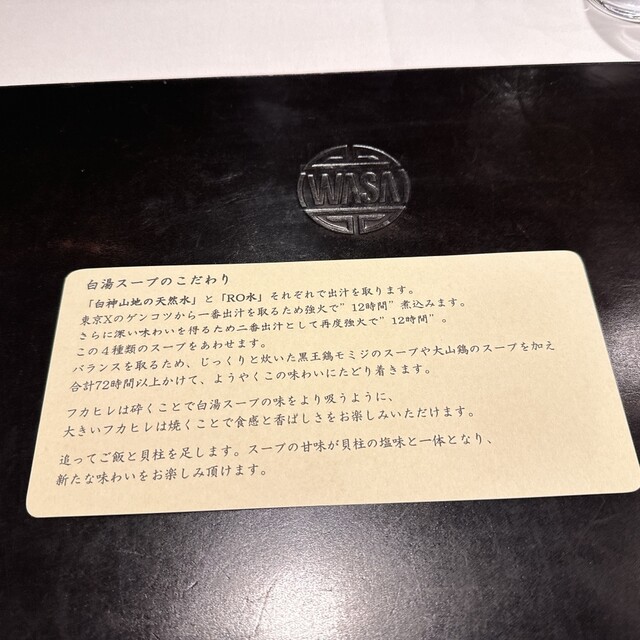 WASA
白湯スープのこだわり
「白神山地の天然水」と「RO水」それぞれで出汁を取ります。
東京Xのゲンコツから一番出汁を取るため強火で"12時間"煮込みます。
さらに深い味わいを得るため二番出汁として再度強火で"12時間"。
この4種類のスープをあわせます。
バランスを取るため、じっくりと炊いた黒王鶏モミジのスープや大山鶏のスープを加え
合計72時間以上かけて、ようやくこの味わいにたどり着きます。
フカヒレは砕くことで白湯スープの味をより吸うように、
大きいフカヒレは焼くことで食感と香ばしさをお楽しみいただけます。
追ってご飯と貝柱を足します。スープの甘味が貝柱の塩味と一体となり、
新たな味わいをお楽しみ頂けます。